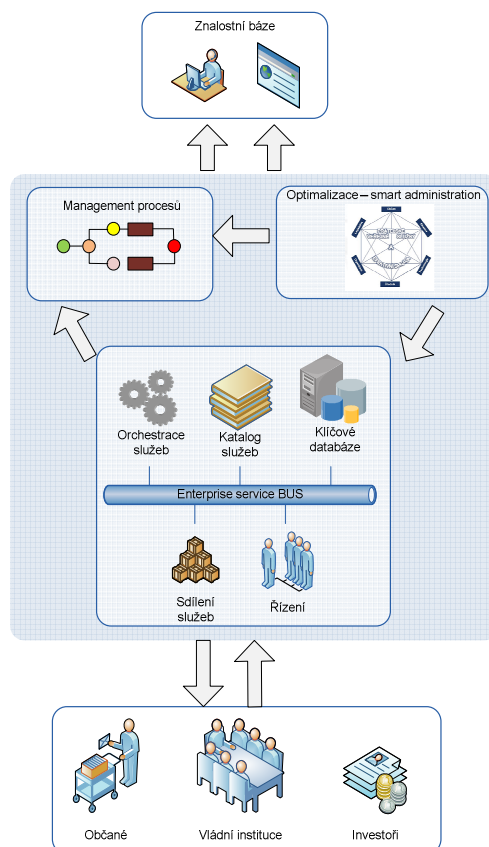 Znalostní báze
Management procesů
Optimalizace – smart administration
Orchestrace
služeb
Katalog
služeb
Klíčové
databáze
Enterprise service BUS
Sdílení
služeb
Řízení
Občané
Vládní instituce
Investoři